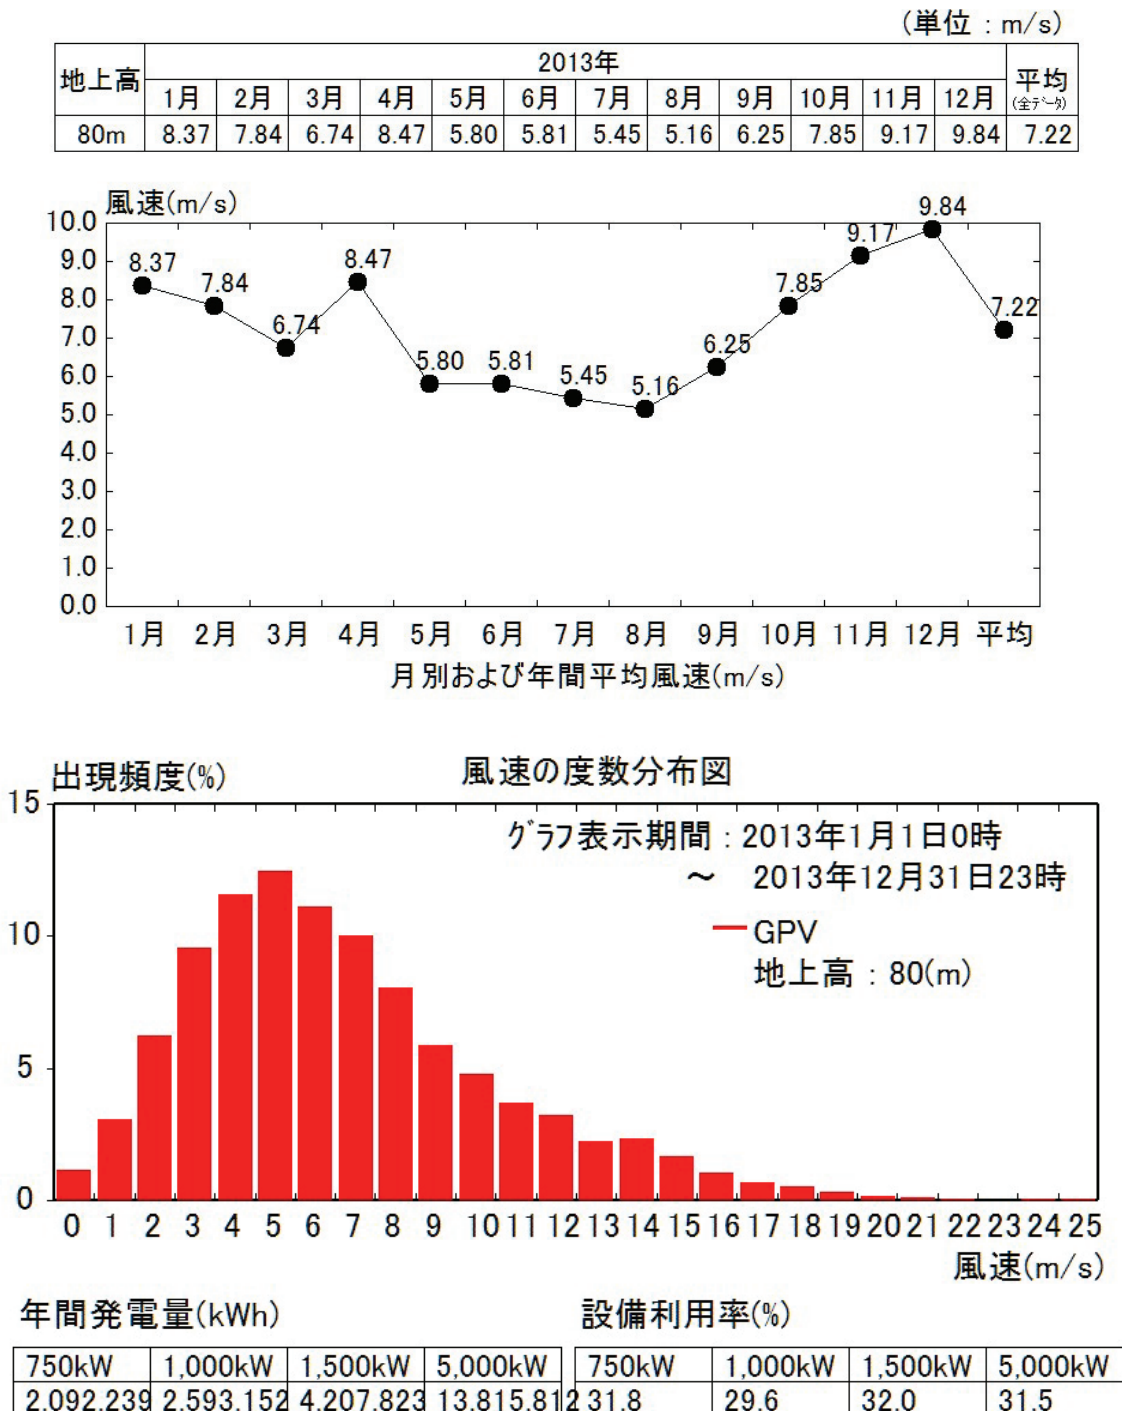 (単位：m/s)
地上高 2013年 平均(全ﾃﾞｰﾀ)
1月 2月 3月 4月 5月 6月 7月 8月 9月 10月 11月 12月
80m 8.37 7.84 6.74 8.47 5.80 5.81 5.45 5.16 6.25 7.85 9.17 9.84 7.22
風速(m/s)
10.0
9.0
8.0
7.0
6.0
5.0
4.0
3.0
2.0
1.0
0.0
8.37 7.84 6.74 8.47 5.80 5.81 5.45 5.16 6.25 7.85 9.17 9.84 7.22
1月 2月 3月 4月 5月 6月 7月 8月 9月 10月 11月 12月 平均
月別および年間平均風速(m/s)
出現頻度(%) 風速の度数分布図
15
10
5
0
ｸﾞﾗﾌ表示期間：2013年1月1日0時
～ 2013年12月31日23時
GPV
地上高：80(m)
0 1 2 3 4 5 6 7 8 9 10 11 12 13 14 15 16 17 18 19 20 21 22 23 24 25
風速(m/s)
年間発電量(kWh) 設備利用率(%)
750kW 1,000kW 1,500kW 5,000kW 750kW 1,000kW 1,500kW 5,000kW
2,092,239 2,593,152 4,207,823 13,815,812 31.8 29.6 32.0 31.5